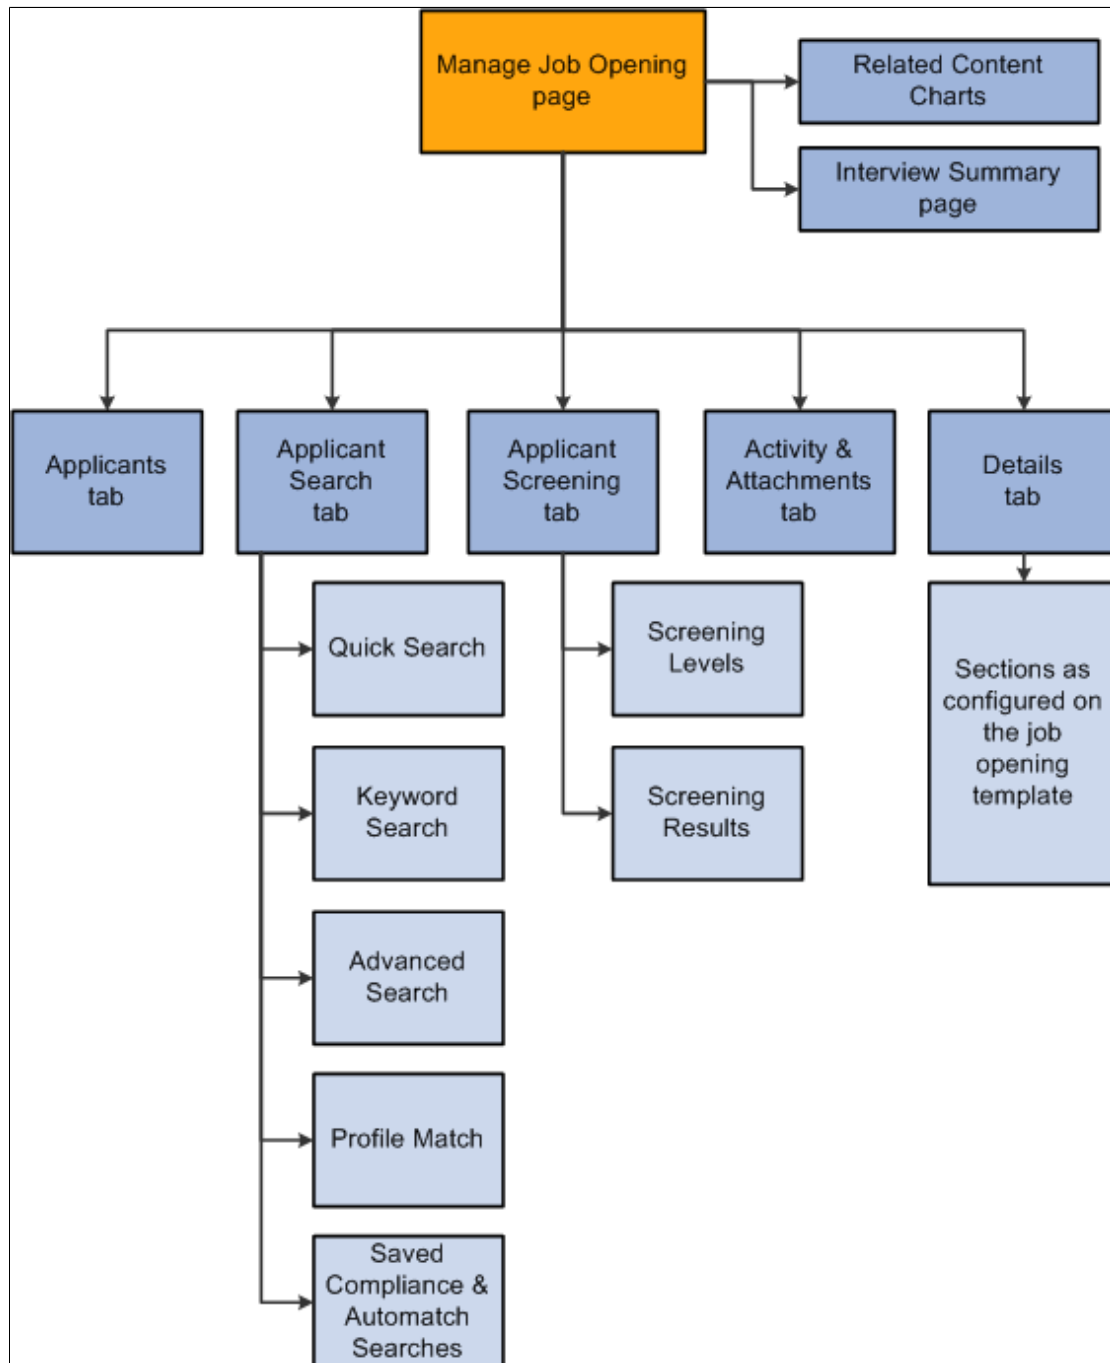 Manage Job Opening
page
Related Content
Charts
Interview Summary
page
Applicants
tab
Applicant
Search
tab
Applicant
Screening
tab
Activity &
Attachments
tab
Details
tab
Quick Search
Keyword
Search
Advanced
Search
Profile Match
Saved
Compliance &
Automatch
Searches
Screening
Levels
Screening
Results
Sections as
configured on
the job
opening
template